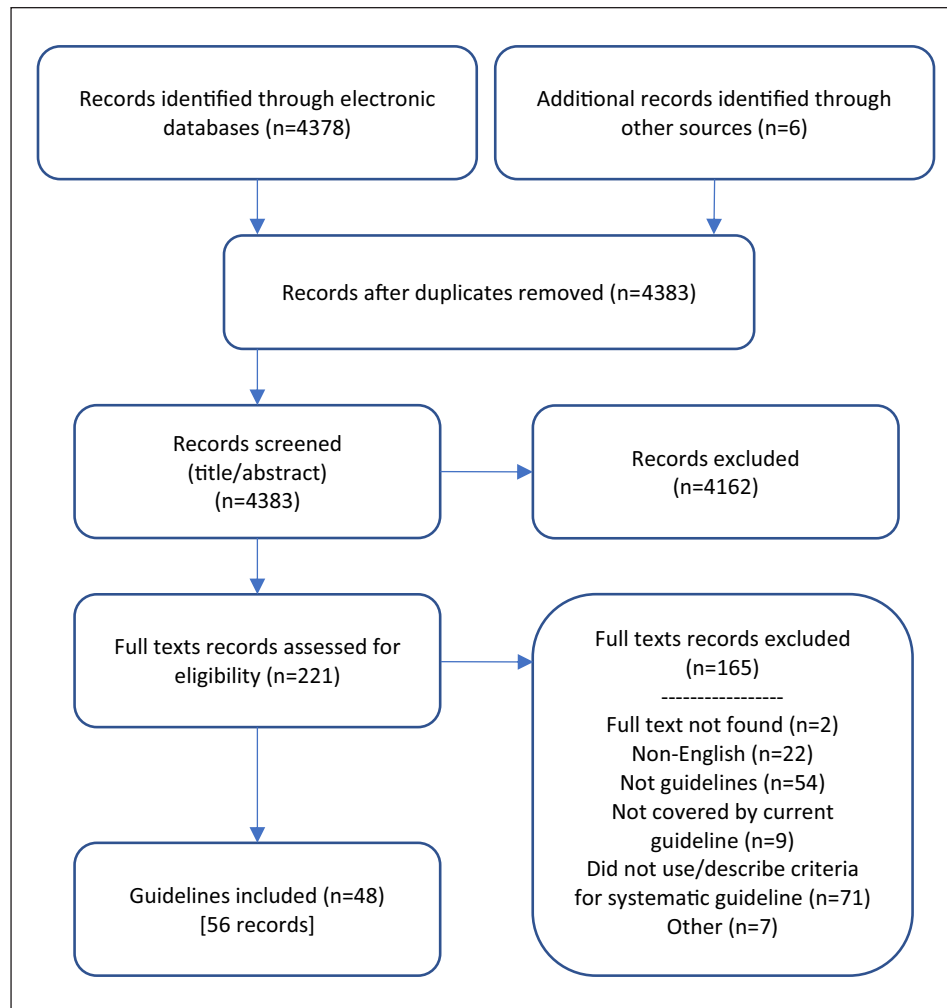 Records identified through electronic
databases (n=4378)
Additional records identified through
other sources (n=6)
Records after duplicates removed (n=4383)
Records screened
(title/abstract)
(n=4383)
Records excluded
(n=4162)
Full texts records assessed for
eligibility (n=221)
Full texts records excluded
(n=165)
-----------------
Full text not found (n=2)
Non-English (n=22)
Not guidelines (n=54)
Not covered by current
guideline (n=9)
Did not use/describe criteria
for systematic guideline (n=71)
Other (n=7)
Guidelines included (n=48)
[56 records]